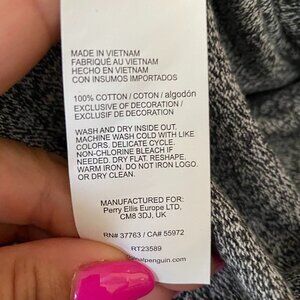 MADE IN VIETNAM
FABRIQUÉ AU VIETNAM
HECHO EN VIETNAM
CON INSUMOS IMPORTADOS
100% COTTON / COTON / algodón
EXCLUSIVE OF DECORATION /
EXCLUSIF DE DECORATION
WASH AND DRY INSIDE OUT.
MACHINE WASH COLD WITH LIKE
COLORS. DELICATE CYCLE.
NON-CHLORINE BLEACH IF
NEEDED. DRY FLAT. RESHAPE.
WARM IRON. DO NOT IRON LOGO.
OR DRY CLEAN.
MANUFACTURED FOR:
Perry Ellis Europe LTD,
CM8 3DJ, UK
RN# 37763 / CA# 55972
RT23589
nalpenguin.com